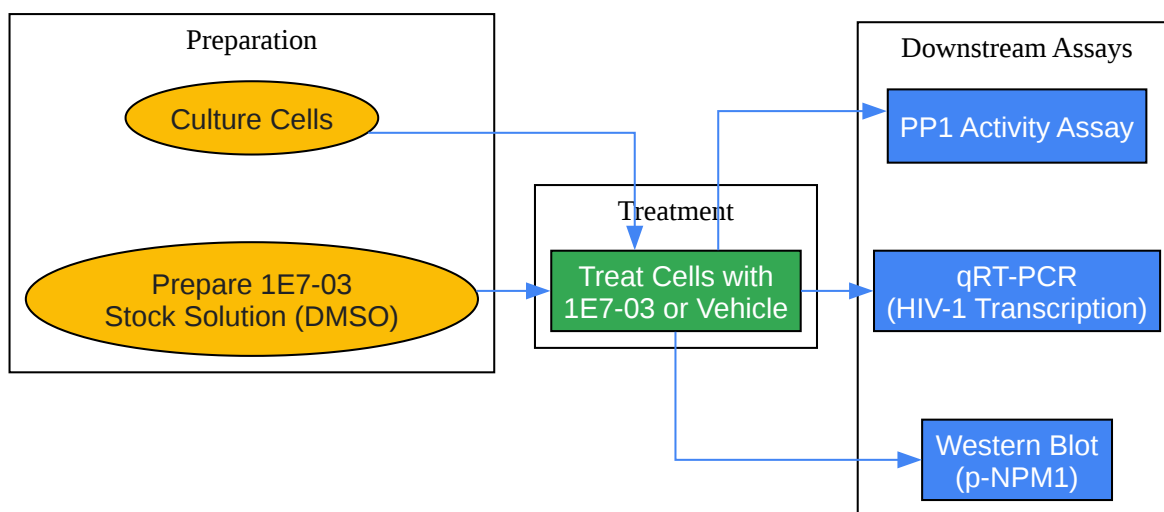 Preparation
Culture Cells
Prepare 1E7-03
Stock Solution (DMSO)
Treatment
Treat Cells with
1E7-03 or Vehicle
Downstream Assays
PP1 Activity Assay
qRT-PCR
(HIV-1 Transcription)
Western Blot
(p-NPM1)